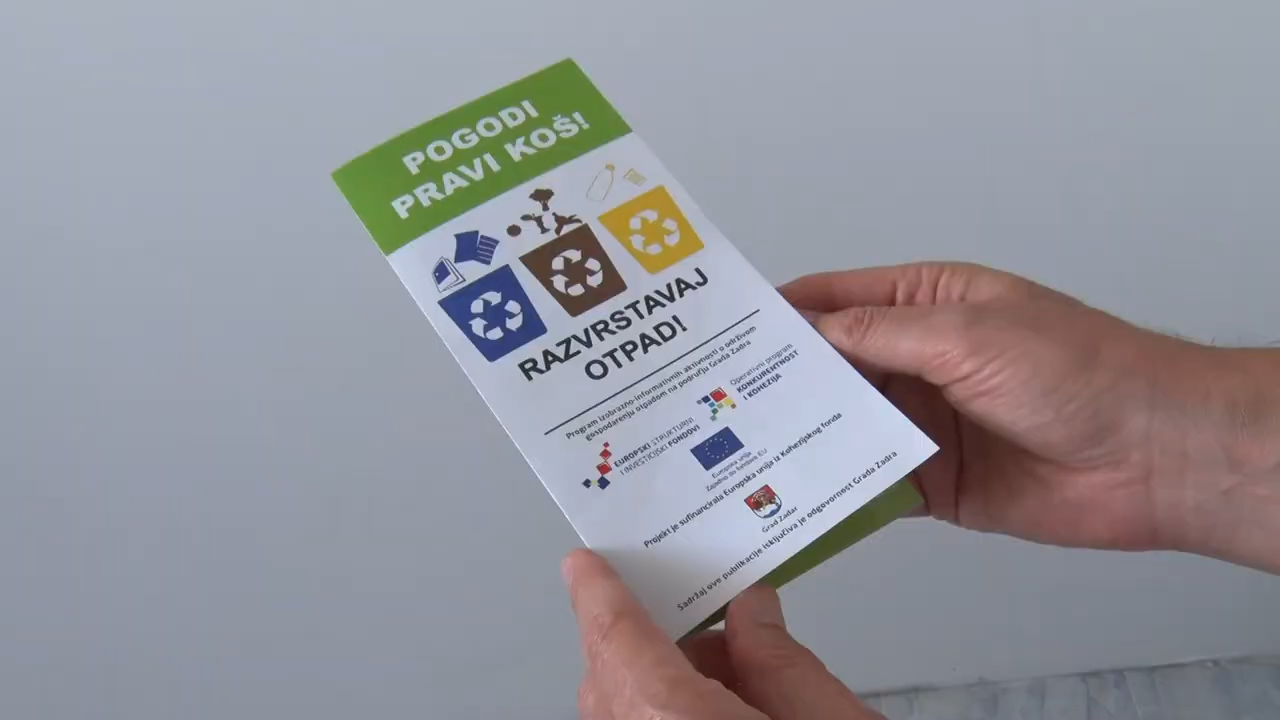 POGODI
PRAVI KOŠ!
RAZVRSTAVAJ
OTPAD!
Program izobrazno-informativnih aktivnosti o održivom
gospodarenju otpadom na području Grada Zadra
EUROPSKI STRUKTURNI
I INVESTICIJSKI FONDOVI
Operativni program
KONKURENTNOST
I KOHEZIJA
Europska unija
Zajedno do fondova EU
Projekt je sufinancirala Europska unija iz Kohezijskog fonda
Grad Zadar
Sadržaj ove publikacije isključiva je odgovornost Grada Zadra